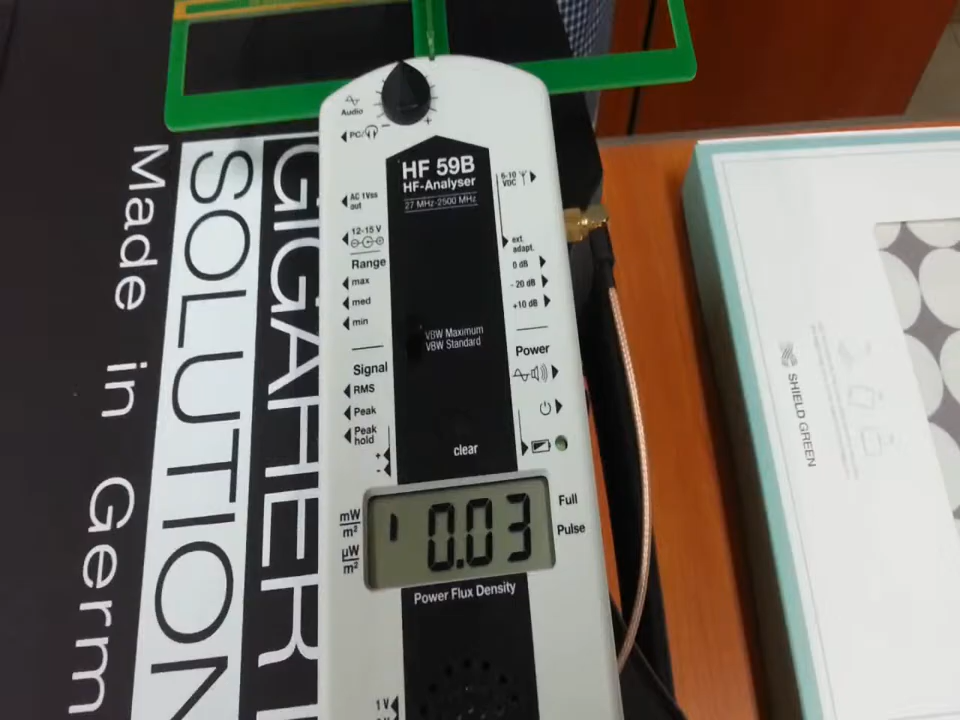 Made in Germ
SOLUTION
GIGAHERT
Audio
PC/
- +
HF 59B
HF-Analyser
27 MHz-2500 MHz
AC 1Vss
out
12-15 V
Range
max
med
min
Signal
RMS
Peak
Peak
hold
+
-
6-10
VDC
ext.
adapt.
0 dB
- 20 dB
+10 dB
VBW Maximum
VBW Standard
Power
clear
mW
m²
µW
m²
0.03
Full
Pulse
Power Flux Density
1 V
SHIELD GREEN